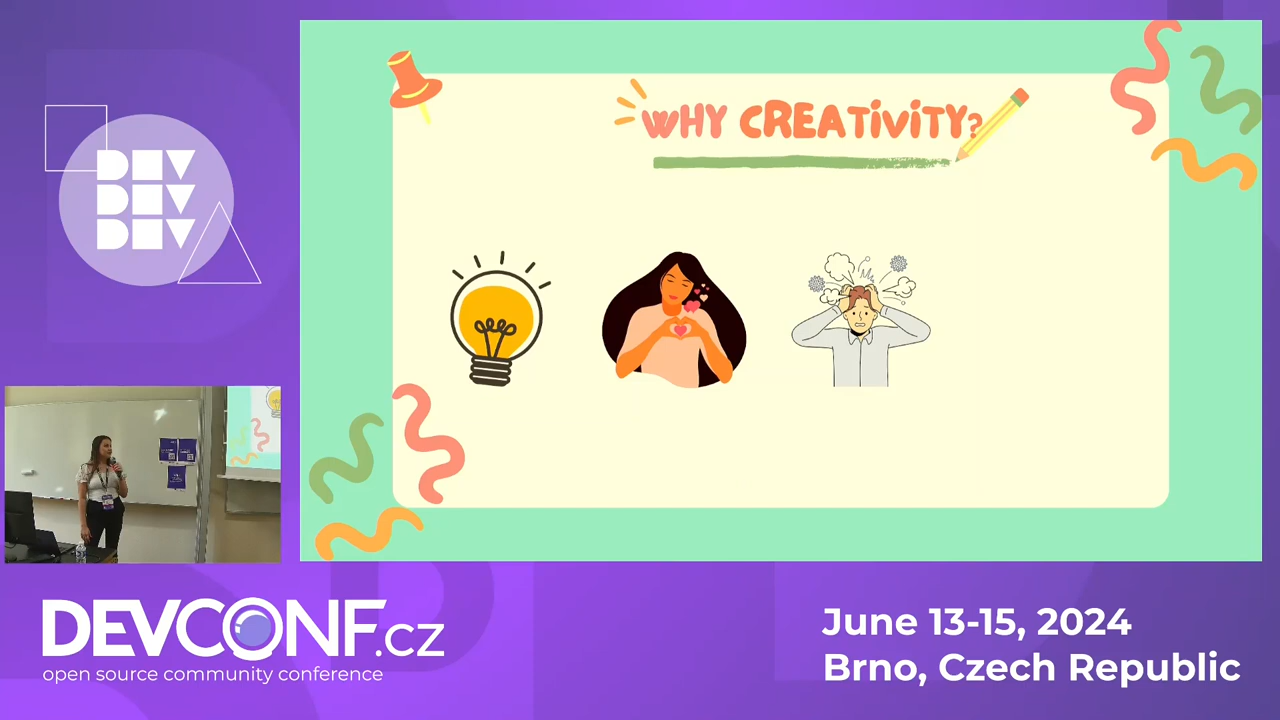 DEV
DEV
DEV
WHY CREATIVITY?
DEVCONF.cz
open source community conference
June 13-15, 2024
Brno, Czech Republic